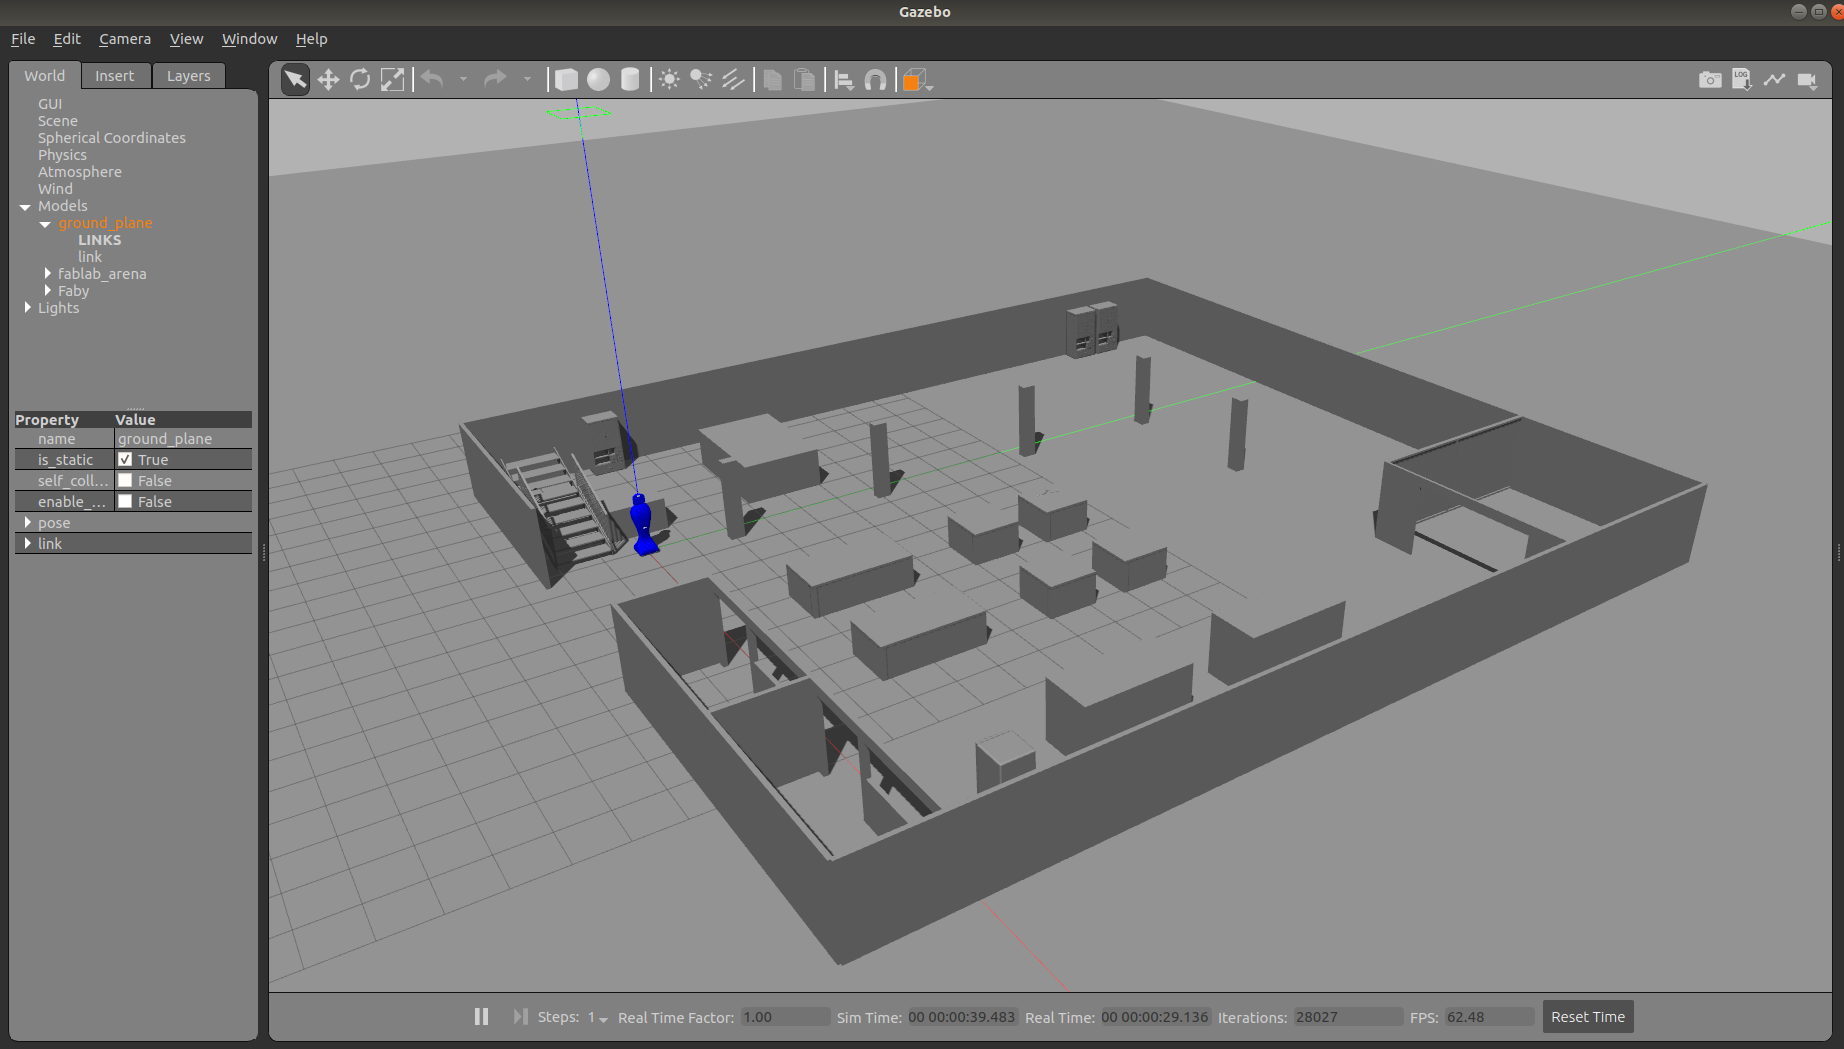 Gazebo
File Edit Camera View Window Help
World Insert Layers
GUI
Scene
Spherical Coordinates
Physics
Atmosphere
Wind
Models
ground_plane
LINKS
link
fablab_arena
Faby
Lights
Property Value
name ground_plane
is_static True
self_coll... False
enable_... False
pose
link
LOG
Steps: 1 Real Time Factor: 1.00 Sim Time: 00 00:00:39.483 Real Time: 00 00:00:29.136 Iterations: 28027 FPS: 62.48 Reset Time